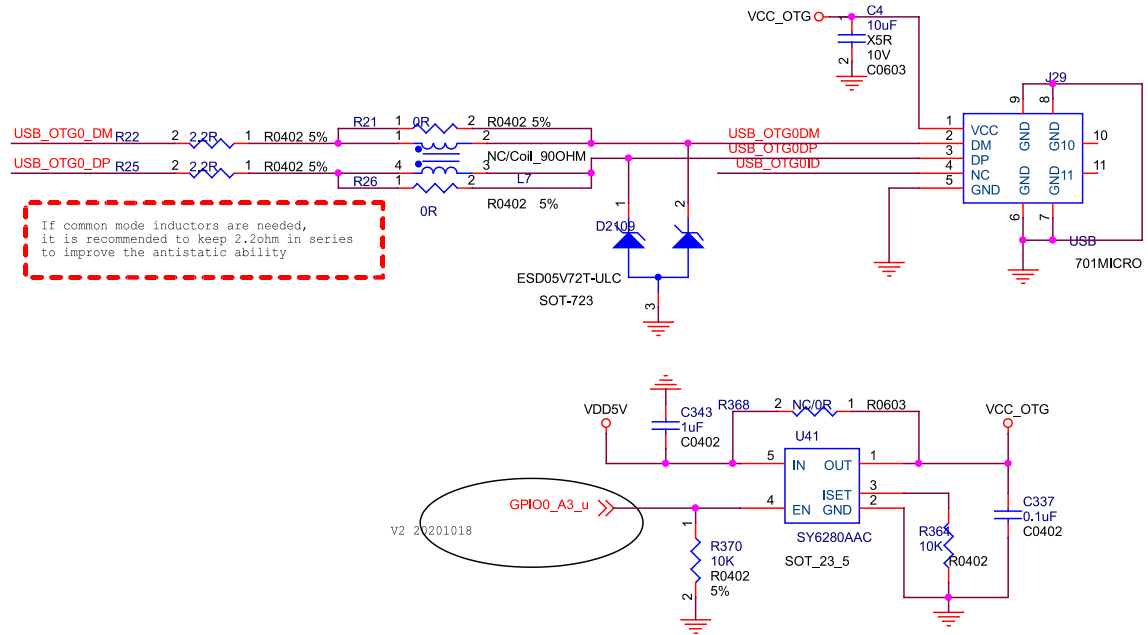 VCC_OTG
1
C4
10uF
X5R
10V
C0603
2
J29
9
8
1
VCC
GND
GND
10
2
DM
G10
3
DP
4
NC
GND
GND
G11
11
5
GND
6
7
USB
701MICRO
USB_OTG0_DM
R22
2
2.2R
1
R0402 5%
R21
1
0R
2
R0402 5%
1
2
USB_OTG0DM
USB_OTG0_DP
R25
2
2.2R
1
R0402 5%
4
3
NC/Coil_90OHM
L7
USB_OTG0DP
USB_OTG0ID
R26
1
2
0R
R0402 5%
If common mode inductors are needed,
it is recommended to keep 2.2ohm in series
to improve the antistatic ability
1
2
D2109
ESD05V72T-ULC
SOT-723
3
VDD5V
C343
1uF
C0402
R368
2
NC/0R
1
R0603
VCC_OTG
U41
5
IN
OUT
1
ISET
3
GPIO0_A3_u
4
EN
GND
2
V2 20201018
SY6280AAC
SOT_23_5
1
R370
10K
R0402
5%
2
R364
10K
R0402
C337
0.1uF
C0402